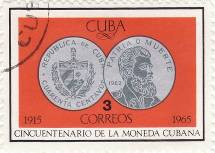 CUBA
REPUBLICA DE CUBA
CUARENTA CENTAVOS
PATRIA O MUERTE
1962
3
1915 CORREOS 1965
CINCUENTENARIO DE LA MONEDA CUBANA